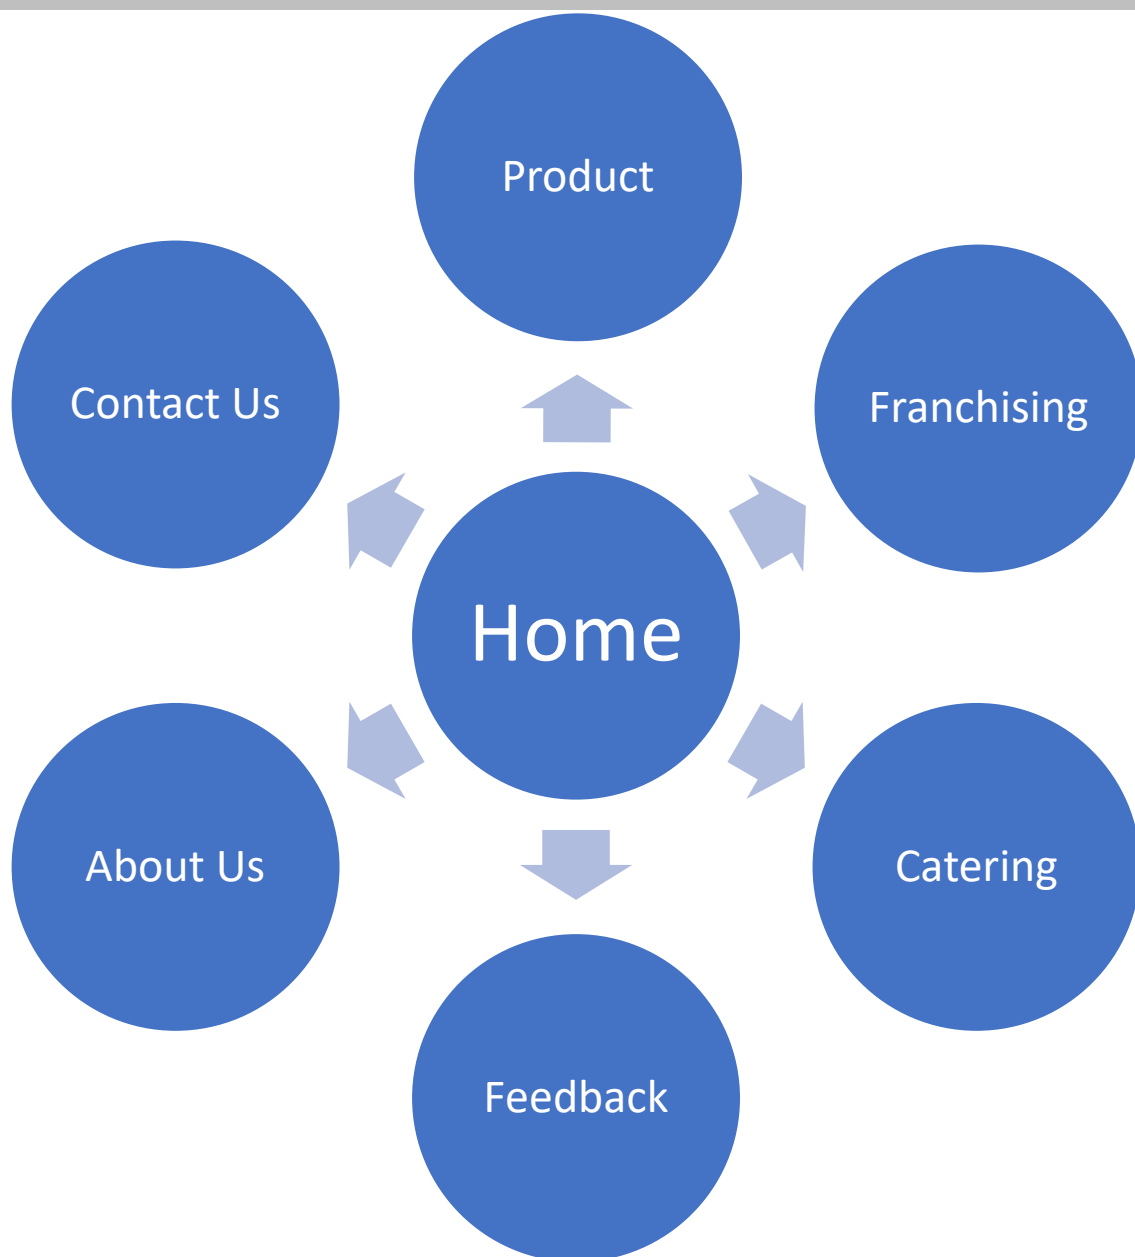 Product
Contact Us
Franchising
Home
About Us
Catering
Feedback